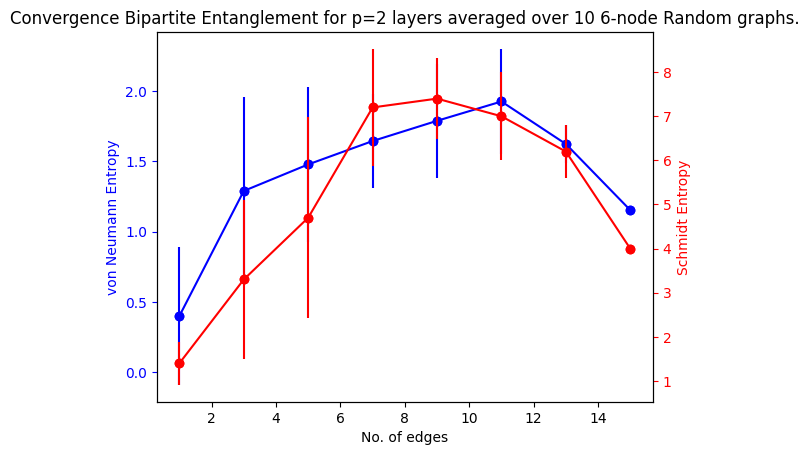 Convergence Bipartite Entanglement for p=2 layers averaged over 10 6-node Random graphs.
von Neumann Entropy
2.0
1.5
1.0
0.5
0.0
8
7
6
5
4
3
2
1
Schmidt Entropy
2 4 6 8 10 12 14
No. of edges